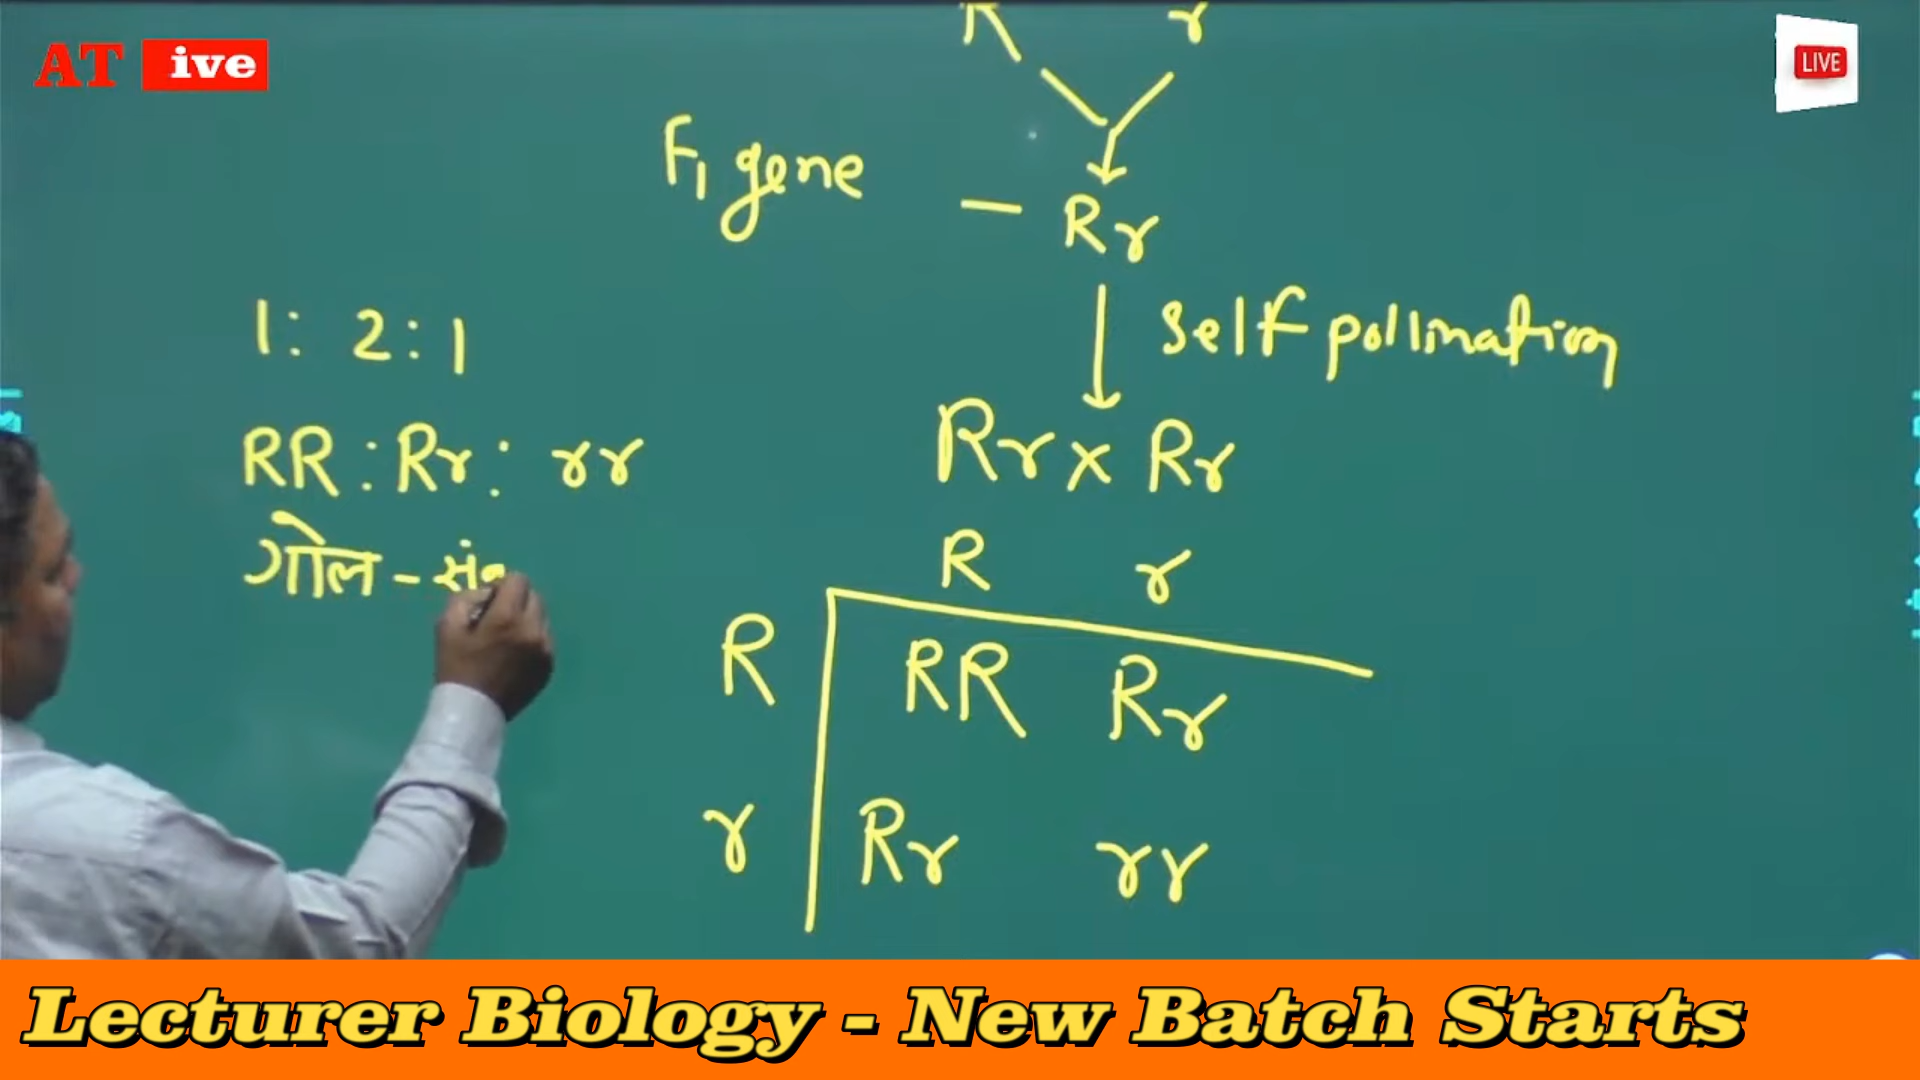 AT ive
LIVE
R r
F1 gene - Rr
Self pollination
1 : 2 : 1
RR : Rr : rr
Rr x Rr
गोल -
R r
R RR Rr
r Rr rr
Lecturer Biology - New Batch Starts